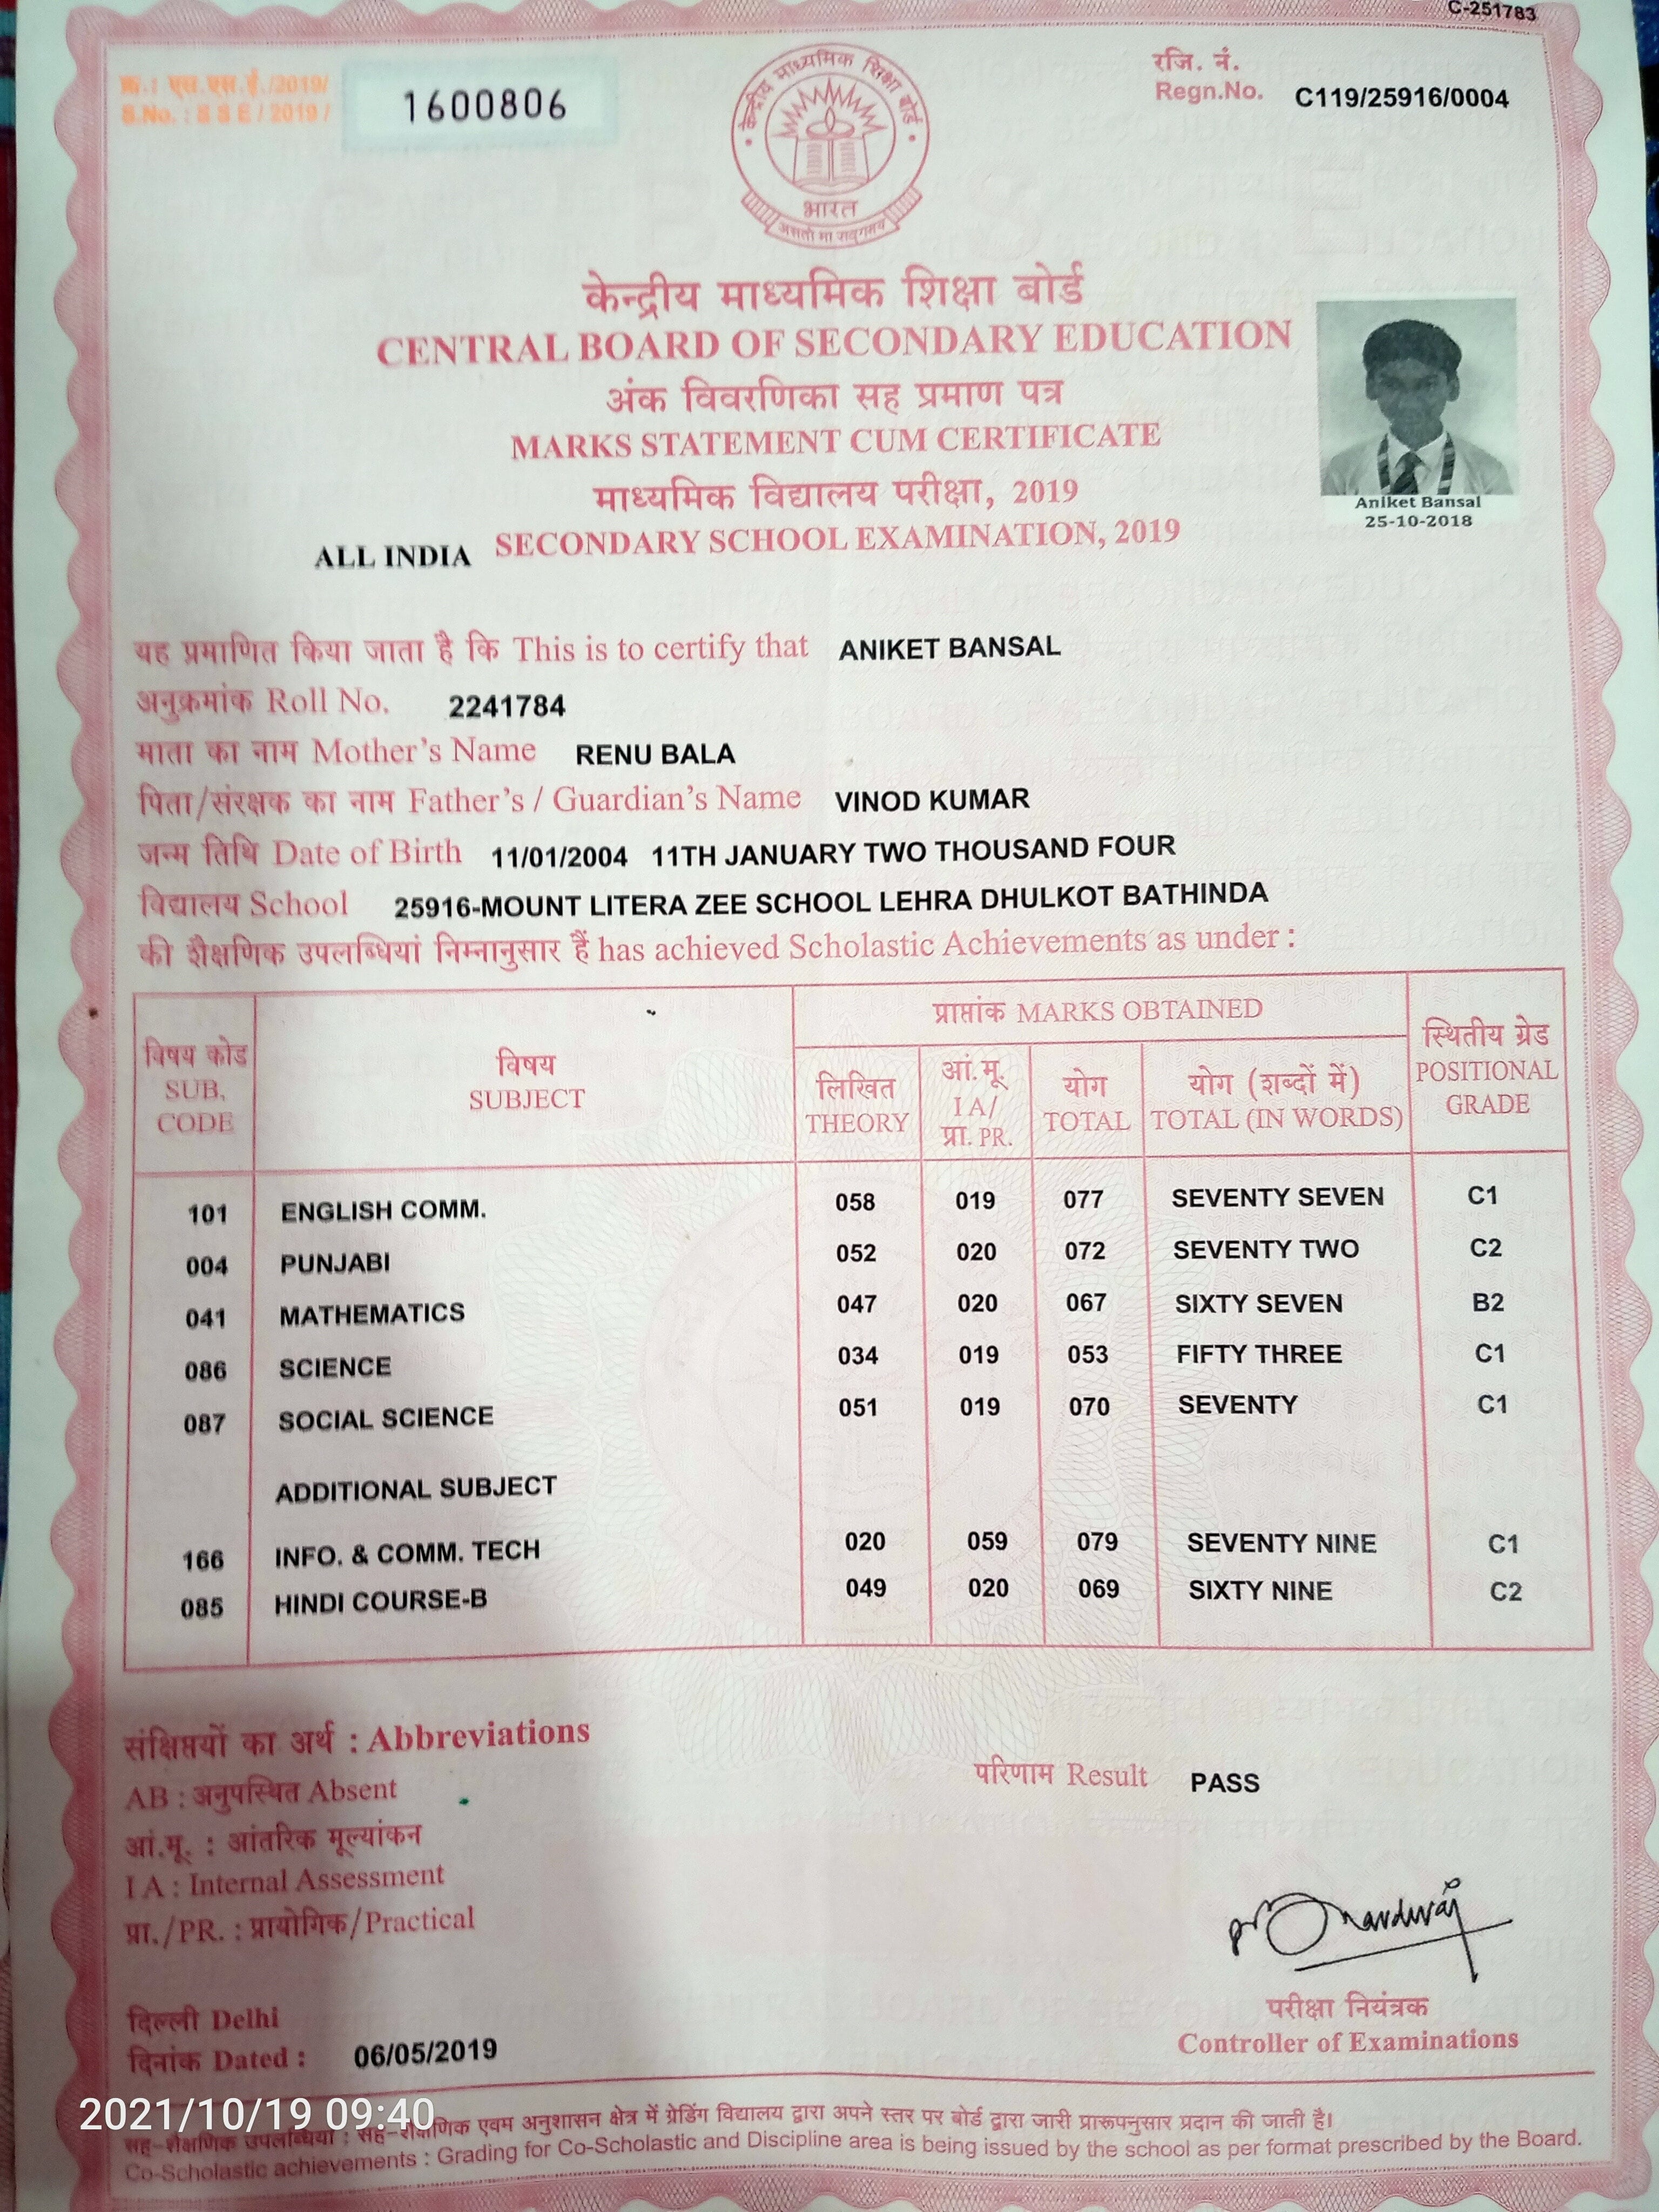 C-251783
क्र.: एस.एस.ई./2019/
S.No. : S S E / 2019 /
1600806
रजि. नं.
Regn.No. C119/25916/0004
केन्द्रीय माध्यमिक शिक्षा बोर्ड
भारत
असतो मा सद्गमय
केन्द्रीय माध्यमिक शिक्षा बोर्ड
CENTRAL BOARD OF SECONDARY EDUCATION
अंक विवरणिका सह प्रमाण पत्र
MARKS STATEMENT CUM CERTIFICATE
माध्यमिक विद्यालय परीक्षा, 2019
ALL INDIA SECONDARY SCHOOL EXAMINATION, 2019
Aniket Bansal
25-10-2018
यह प्रमाणित किया जाता है कि This is to certify that ANIKET BANSAL
अनुक्रमांक Roll No. 2241784
माता का नाम Mother's Name RENU BALA
पिता/संरक्षक का नाम Father's / Guardian's Name VINOD KUMAR
जन्म तिथि Date of Birth 11/01/2004 11TH JANUARY TWO THOUSAND FOUR
विद्यालय School 25916-MOUNT LITERA ZEE SCHOOL LEHRA DHULKOT BATHINDA
की शैक्षणिक उपलब्धियां निम्नानुसार हैं has achieved Scholastic Achievements as under :
विषय कोड
SUB.
CODE
विषय
SUBJECT
प्राप्तांक MARKS OBTAINED
लिखित
THEORY
आं.मू.
I A/
प्रा. PR.
योग
TOTAL
योग (शब्दों में)
TOTAL (IN WORDS)
स्थितीय ग्रेड
POSITIONAL
GRADE
101 ENGLISH COMM. 058 019 077 SEVENTY SEVEN C1
004 PUNJABI 052 020 072 SEVENTY TWO C2
041 MATHEMATICS 047 020 067 SIXTY SEVEN B2
086 SCIENCE 034 019 053 FIFTY THREE C1
087 SOCIAL SCIENCE 051 019 070 SEVENTY C1
ADDITIONAL SUBJECT
166 INFO. & COMM. TECH 020 059 079 SEVENTY NINE C1
085 HINDI COURSE-B 049 020 069 SIXTY NINE C2
संक्षिप्तयों का अर्थ : Abbreviations
AB : अनुपस्थित Absent
आं.मू. : आंतरिक मूल्यांकन
I A : Internal Assessment
प्रा./PR. : प्रायोगिक/Practical
परिणाम Result PASS
परीक्षा नियंत्रक
Controller of Examinations
दिल्ली Delhi
दिनांक Dated : 06/05/2019
2021/10/19 09:40
सह-शैक्षणिक उपलब्धियां : सह-शैक्षणिक एवम अनुशासन क्षेत्र में ग्रेडिंग विद्यालय द्वारा अपने स्तर पर बोर्ड द्वारा जारी प्रारूपनुसार प्रदान की जाती है।
Co-Scholastic achievements : Grading for Co-Scholastic and Discipline area is being issued by the school as per format prescribed by the Board.